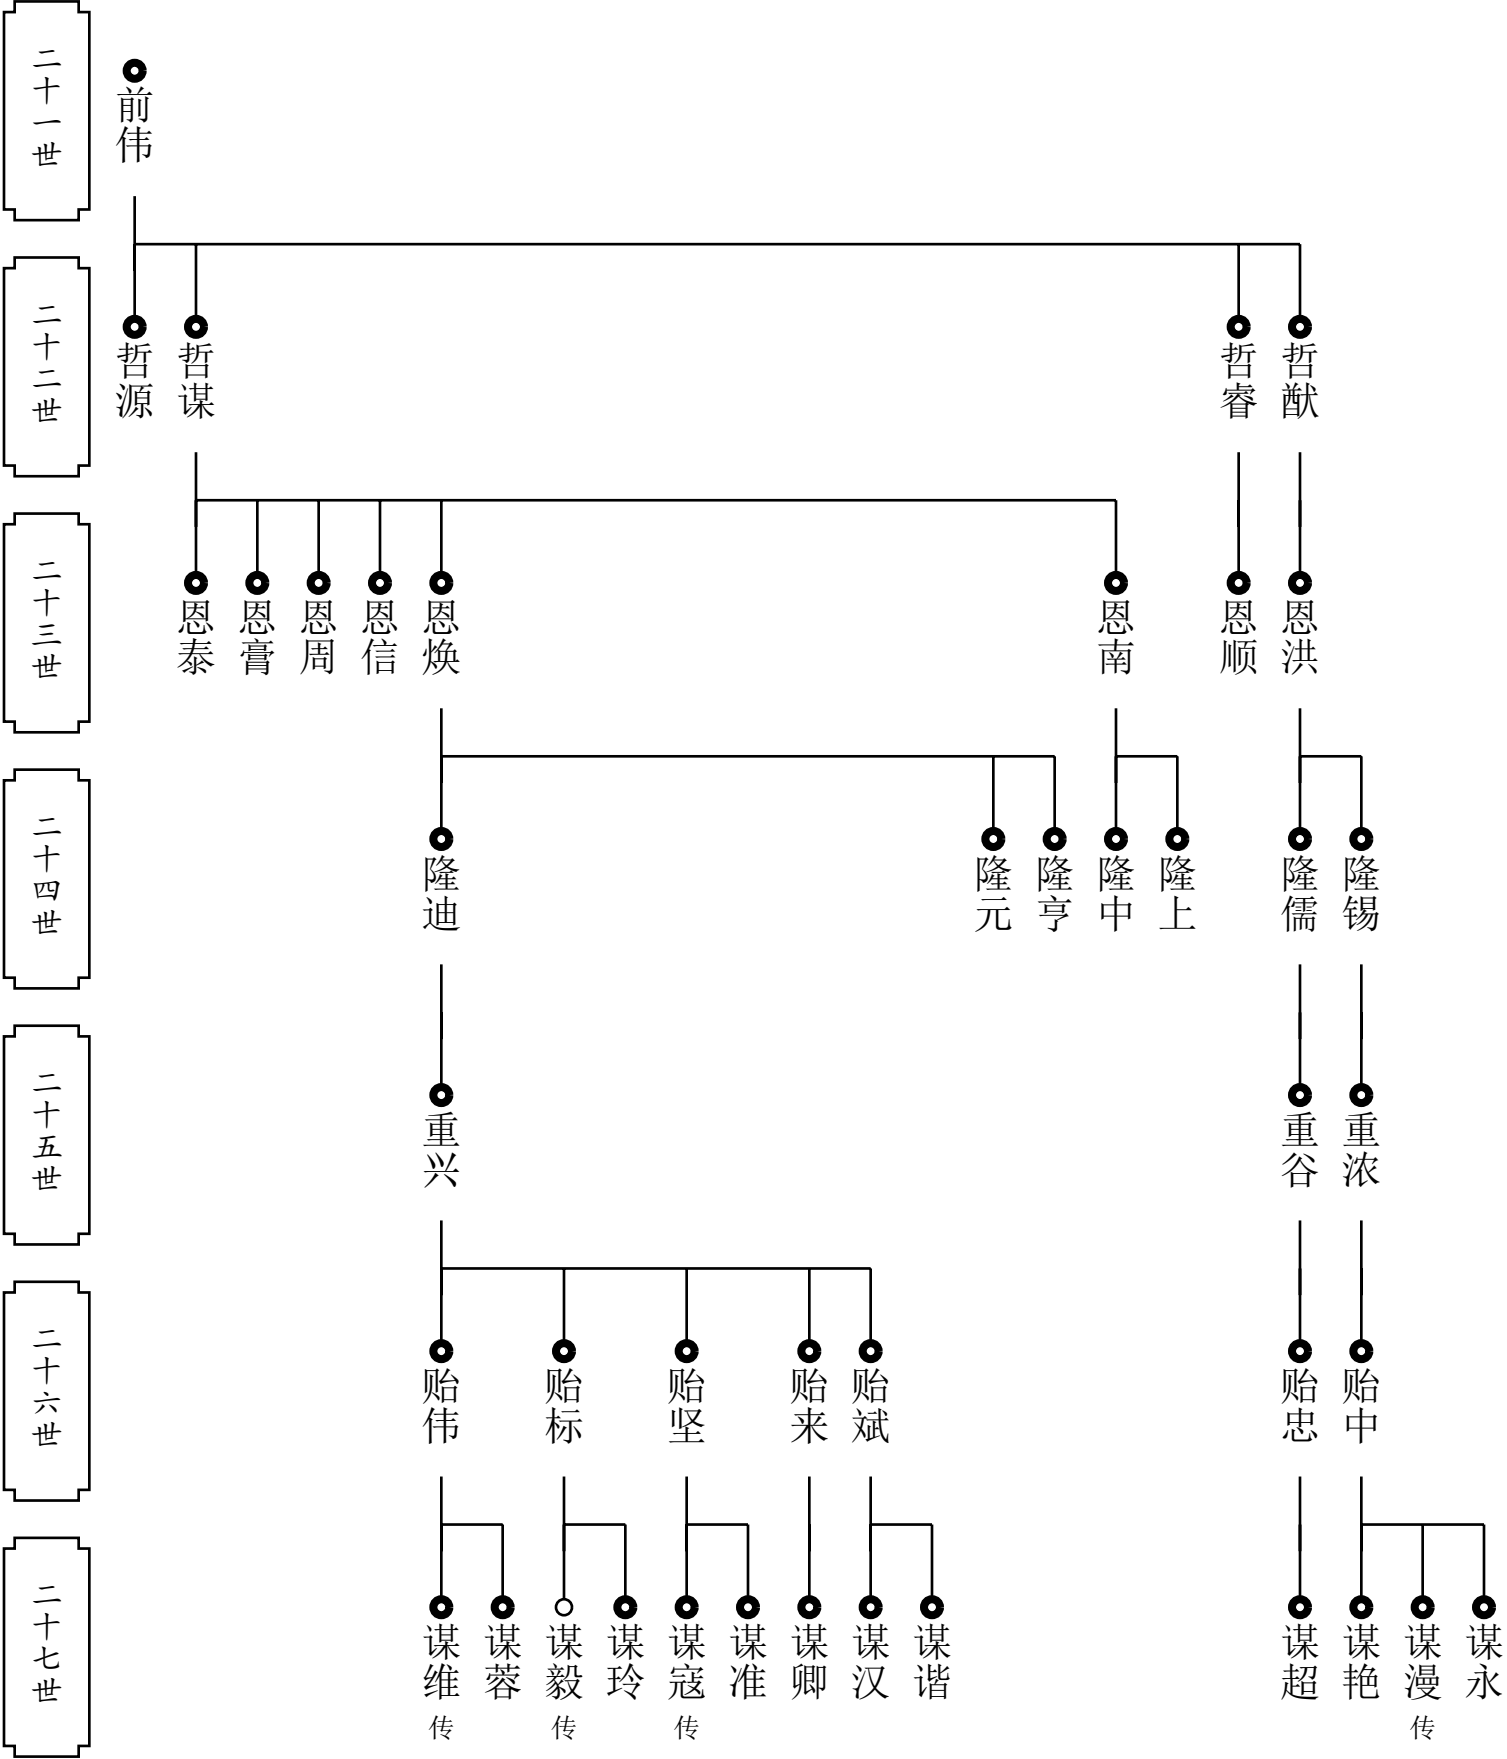 二十一世
前伟
二十二世
哲源
哲谋
哲睿
哲猷
二十三世
恩泰
恩膏
恩周
恩信
恩焕
恩南
恩顺
恩洪
二十四世
隆迪
隆元
隆亨
隆中
隆上
隆儒
隆锡
二十五世
重兴
重谷
重浓
二十六世
贻伟
贻标
贻坚
贻来
贻斌
贻忠
贻中
二十七世
谋维
传
谋蓉
谋毅
传
谋玲
谋寇
传
谋准
谋卿
谋汉
谋谐
谋超
谋艳
谋漫
传
谋永